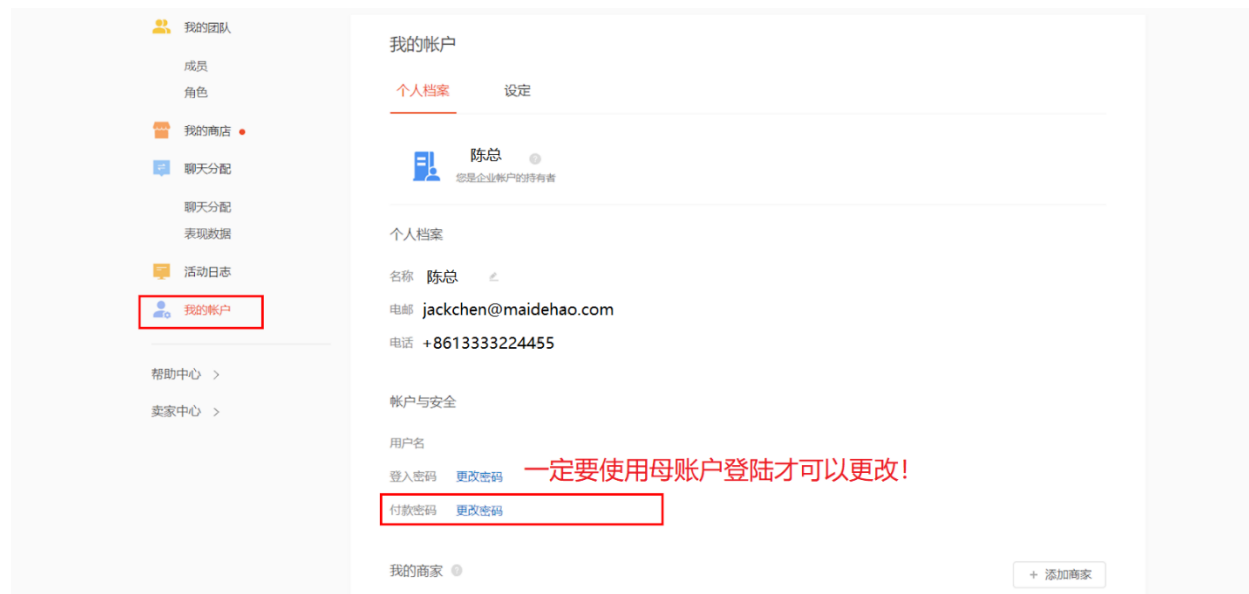 我的团队
成员
角色
我的商店
聊天分配
聊天分配
表现数据
活动日志
我的帐户
帮助中心 >
卖家中心 >
我的帐户
个人档案 设定
陈总 ?
您是企业帐户的持有者
个人档案
名称 陈总
电邮 jackchen@maidehao.com
电话 +8613333224455
帐户与安全
用户名
登入密码 更改密码 一定要使用母账户登陆才可以更改！
付款密码 更改密码
我的商家 ?
+ 添加商家